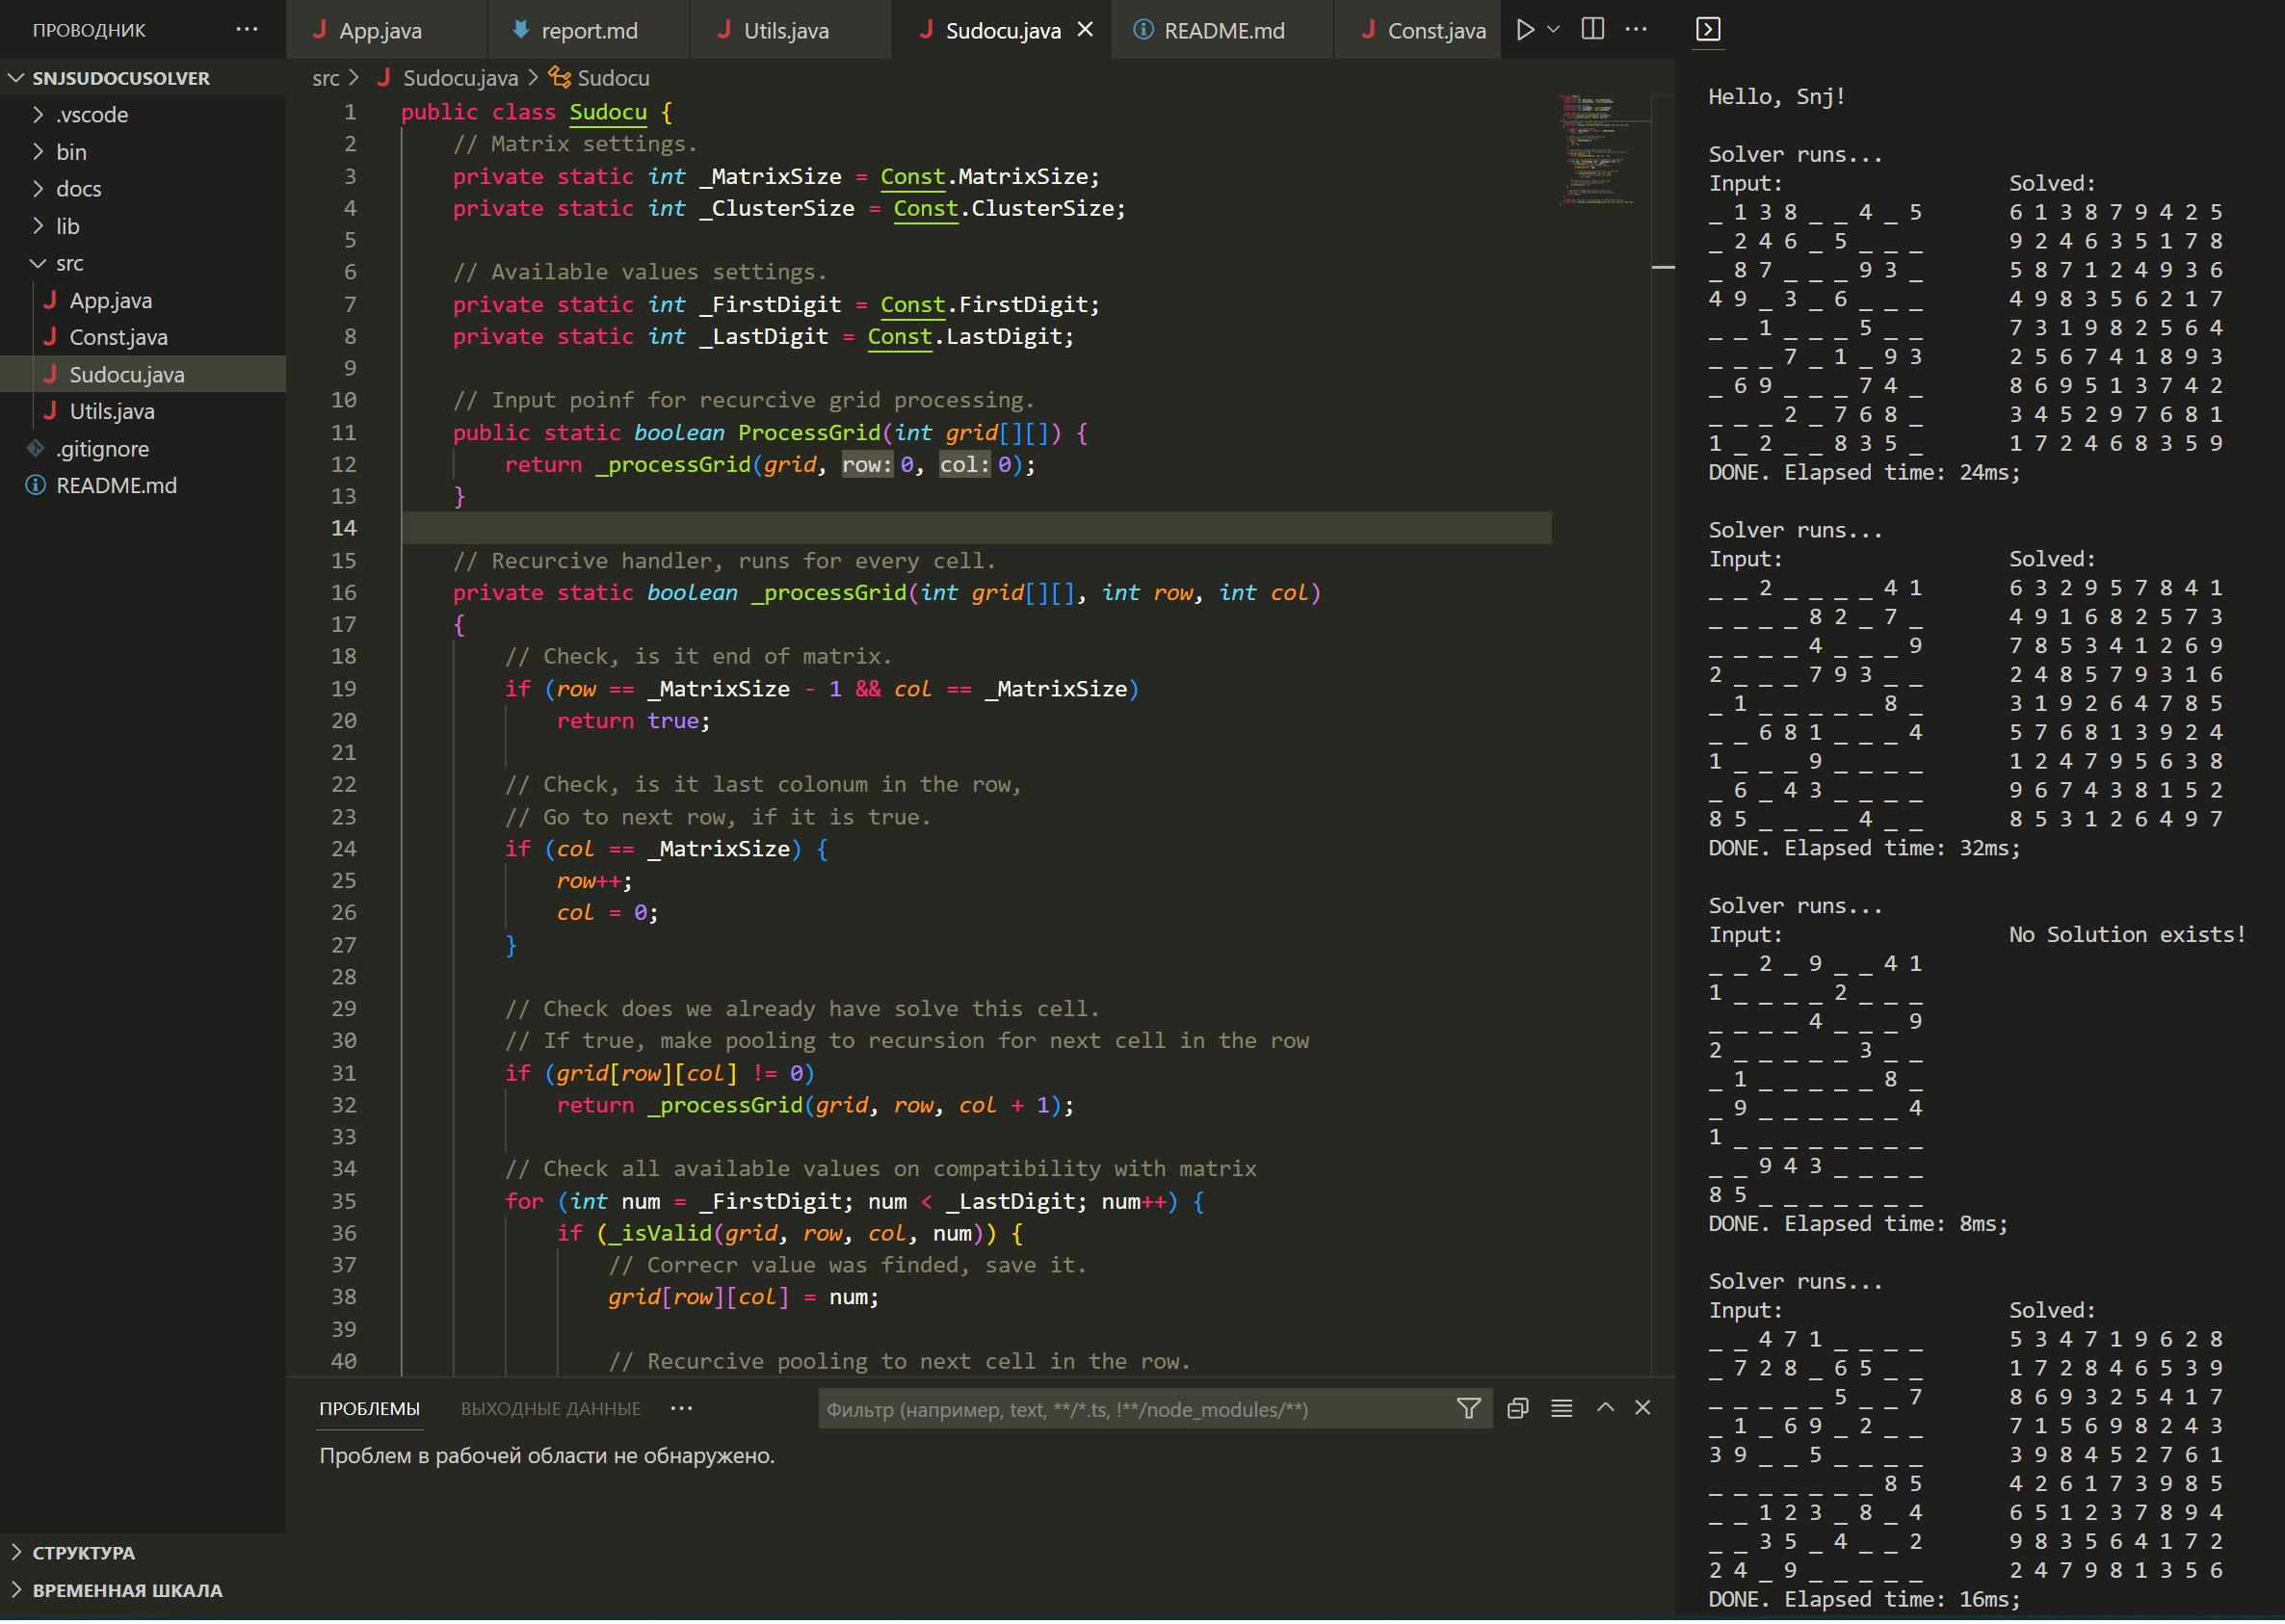 ПРОВОДНИК ···
SNJSUDOCUSOLVER
.vscode
bin
docs
lib
src
App.java
Const.java
Sudocu.java
Utils.java
.gitignore
README.md
СТРУКТУРА
ВРЕМЕННАЯ ШКАЛА
App.java report.md Utils.java Sudocu.java README.md Const.java
src > Sudocu.java > Sudocu
1 public class Sudocu {
2 // Matrix settings.
3 private static int _MatrixSize = Const.MatrixSize;
4 private static int _ClusterSize = Const.ClusterSize;
5
6 // Available values settings.
7 private static int _FirstDigit = Const.FirstDigit;
8 private static int _LastDigit = Const.LastDigit;
9
10 // Input poinf for recurcive grid processing.
11 public static boolean ProcessGrid(int grid[][]) {
12 return _processGrid(grid, row: 0, col: 0);
13 }
14
15 // Recurcive handler, runs for every cell.
16 private static boolean _processGrid(int grid[][], int row, int col)
17 {
18 // Check, is it end of matrix.
19 if (row == _MatrixSize - 1 && col == _MatrixSize)
20 return true;
21
22 // Check, is it last colonum in the row,
23 // Go to next row, if it is true.
24 if (col == _MatrixSize) {
25 row++;
26 col = 0;
27 }
28
29 // Check does we already have solve this cell.
30 // If true, make pooling to recursion for next cell in the row
31 if (grid[row][col] != 0)
32 return _processGrid(grid, row, col + 1);
33
34 // Check all available values on compatibility with matrix
35 for (int num = _FirstDigit; num < _LastDigit; num++) {
36 if (_isValid(grid, row, col, num)) {
37 // Correcr value was finded, save it.
38 grid[row][col] = num;
39
40 // Recurcive pooling to next cell in the row.
ПРОБЛЕМЫ ВЫХОДНЫЕ ДАННЫЕ ··· Фильтр (например, text, **/*.ts, !**/node_modules/**)
Проблем в рабочей области не обнаружено.
Hello, Snj!
Solver runs...
Input: Solved:
_ 1 3 8 _ _ 4 _ 5 6 1 3 8 7 9 4 2 5
_ 2 4 6 _ 5 _ _ _ 9 2 4 6 3 5 1 7 8
_ 8 7 _ _ _ 9 3 _ 5 8 7 1 2 4 9 3 6
4 9 _ 3 _ 6 _ _ _ 4 9 8 3 5 6 2 1 7
_ _ 1 _ _ _ 5 _ _ 7 3 1 9 8 2 5 6 4
_ _ _ 7 _ 1 _ 9 3 2 5 6 7 4 1 8 9 3
_ 6 9 _ _ _ 7 4 _ 8 6 9 5 1 3 7 4 2
_ _ _ 2 _ 7 6 8 _ 3 4 5 2 9 7 6 8 1
1 _ 2 _ _ 8 3 5 _ 1 7 2 4 6 8 3 5 9
DONE. Elapsed time: 24ms;
Solver runs...
Input: Solved:
_ _ 2 _ _ _ _ 4 1 6 3 2 9 5 7 8 4 1
_ _ _ _ 8 2 _ 7 _ 4 9 1 6 8 2 5 7 3
_ _ _ _ 4 _ _ _ 9 7 8 5 3 4 1 2 6 9
2 _ _ _ 7 9 3 _ _ 2 4 8 5 7 9 3 1 6
_ 1 _ _ _ _ _ 8 _ 3 1 9 2 6 4 7 8 5
_ _ 6 8 1 _ _ _ 4 5 7 6 8 1 3 9 2 4
1 _ _ _ 9 _ _ _ _ 1 2 4 7 9 5 6 3 8
_ 6 _ 4 3 _ _ _ _ 9 6 7 4 3 8 1 5 2
8 5 _ _ _ _ 4 _ _ 8 5 3 1 2 6 4 9 7
DONE. Elapsed time: 32ms;
Solver runs...
Input: No Solution exists!
_ _ 2 _ 9 _ _ 4 1
1 _ _ _ _ 2 _ _ _
_ _ _ _ 4 _ _ _ 9
2 _ _ _ _ _ 3 _ _
_ 1 _ _ _ _ _ 8 _
_ 9 _ _ _ _ _ _ 4
1 _ _ _ _ _ _ _ _
_ _ 9 4 3 _ _ _ _
8 5 _ _ _ _ _ _ _
DONE. Elapsed time: 8ms;
Solver runs...
Input: Solved:
_ _ 4 7 1 _ _ _ _ 5 3 4 7 1 9 6 2 8
_ 7 2 8 _ 6 5 _ _ 1 7 2 8 4 6 5 3 9
_ _ _ _ _ 5 _ _ 7 8 6 9 3 2 5 4 1 7
_ 1 _ 6 9 _ 2 _ _ 7 1 5 6 9 8 2 4 3
3 9 _ _ 5 _ _ _ _ 3 9 8 4 5 2 7 6 1
_ _ _ _ _ _ _ 8 5 4 2 6 1 7 3 9 8 5
_ _ 1 2 3 _ 8 _ 4 6 5 1 2 3 7 8 9 4
_ _ 3 5 _ 4 _ _ 2 9 8 3 5 6 4 1 7 2
2 4 _ 9 _ _ _ _ _ 2 4 7 9 8 1 3 5 6
DONE. Elapsed time: 16ms;